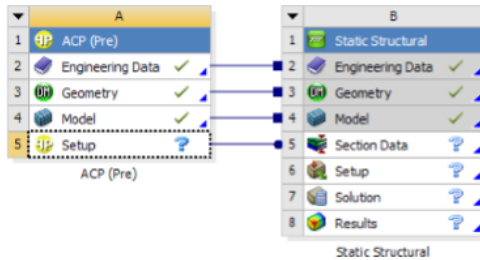 A
1 ACP (Pre)
2 Engineering Data
3 Geometry
4 Model
5 Setup ?
ACP (Pre)
B
1 Static Structural
2 Engineering Data
3 Geometry
4 Model
5 Section Data ?
6 Setup ?
7 Solution ?
8 Results ?
Static Structural